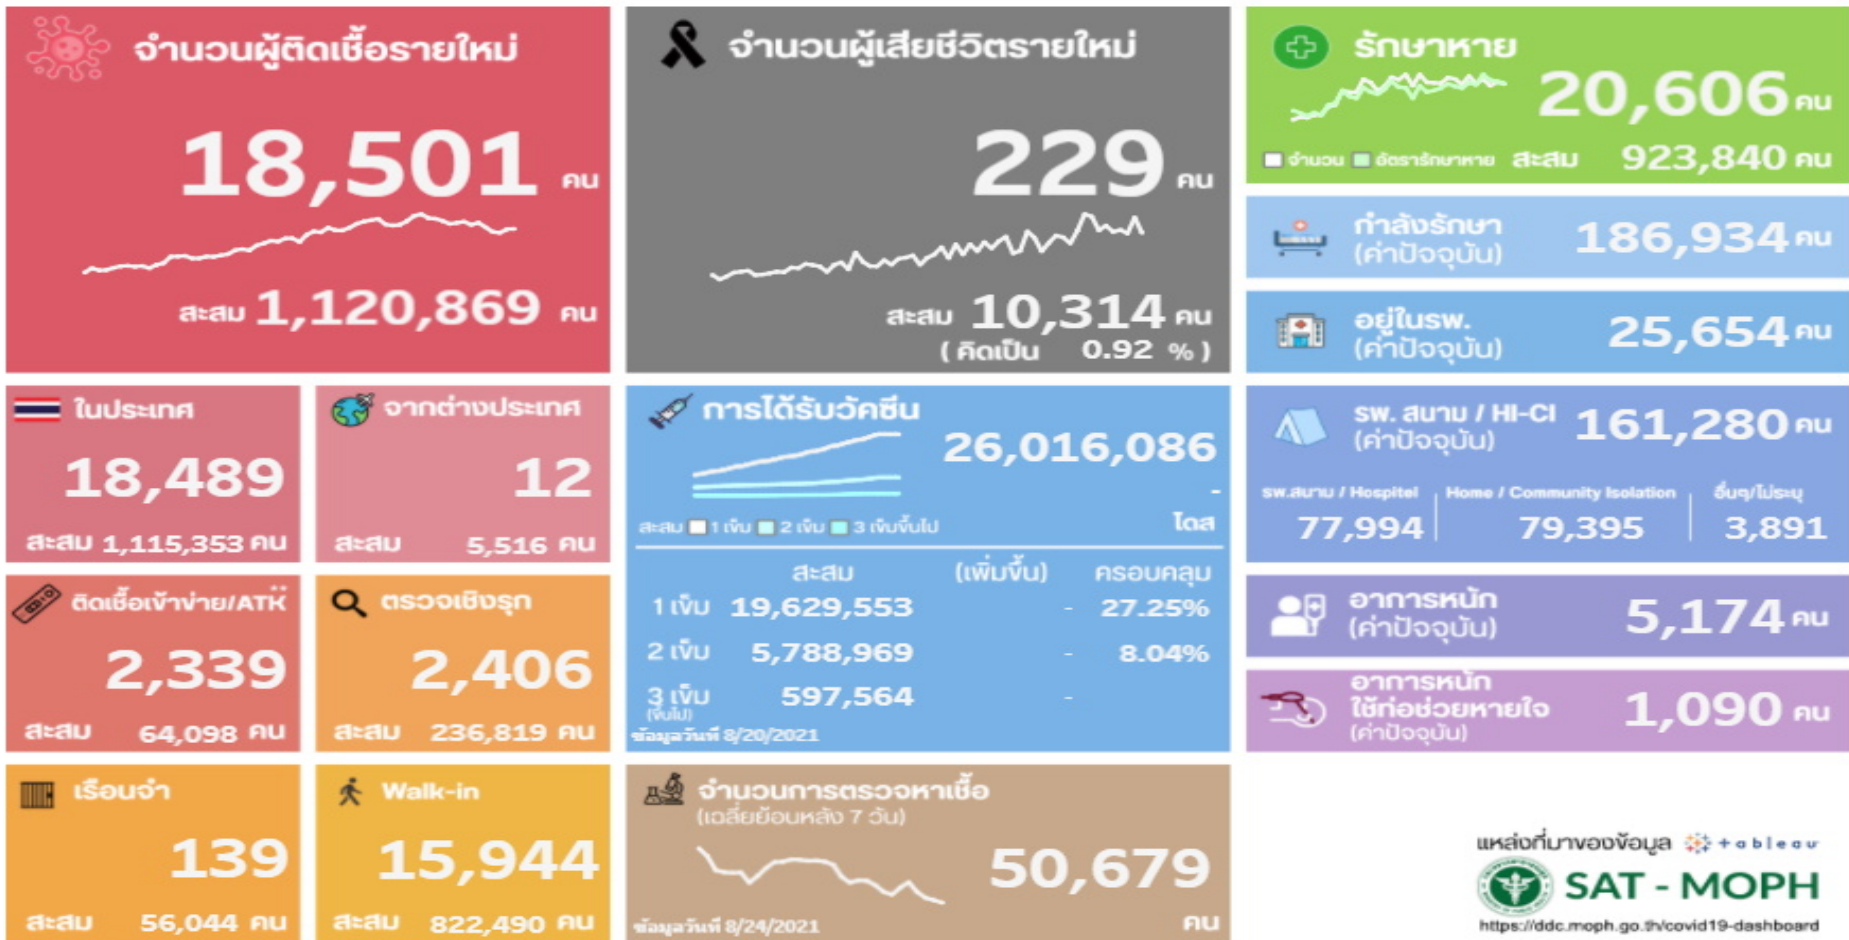 จำนวนผู้ติดเชื้อรายใหม่
18,501 คน
สะสม 1,120,869 คน
จำนวนผู้เสียชีวิตรายใหม่
229 คน
สะสม 10,314 คน
( คิดเป็น 0.92 % )
รักษาหาย
20,606 คน
จำนวน อัตรารักษาหาย สะสม 923,840 คน
กำลังรักษา
(ค่าปัจจุบัน)
186,934 คน
อยู่ในรพ.
(ค่าปัจจุบัน)
25,654 คน
ในประเทศ
18,489
สะสม 1,115,353 คน
จากต่างประเทศ
12
สะสม 5,516 คน
การได้รับวัคซีน
26,016,086
-
โดส
สะสม 1 เข็ม 2 เข็ม 3 เข็มขึ้นไป
สะสม (เพิ่มขึ้น) ครอบคลุม
1 เข็ม 19,629,553 - 27.25%
2 เข็ม 5,788,969 - 8.04%
3 เข็ม 597,564 -
(ขึ้นไป)
ข้อมูลวันที่ 8/20/2021
รพ. สนาม / HI-CI
(ค่าปัจจุบัน)
161,280 คน
รพ.สนาม / Hospitel Home / Community Isolation อื่นๆ/ไม่ระบุ
77,994 79,395 3,891
ติดเชื้อเข้าข่าย/ATK**
2,339
สะสม 64,098 คน
ตรวจเชิงรุก
2,406
สะสม 236,819 คน
อาการหนัก
(ค่าปัจจุบัน)
5,174 คน
อาการหนัก
ใช้ท่อช่วยหายใจ
(ค่าปัจจุบัน)
1,090 คน
เรือนจำ
139
สะสม 56,044 คน
Walk-in
15,944
สะสม 822,490 คน
จำนวนการตรวจหาเชื้อ
(เฉลี่ยย้อนหลัง 7 วัน)
50,679
คน
ข้อมูลวันที่ 8/24/2021
แหล่งที่มาของข้อมูล +ableau
SAT - MOPH
https://ddc.moph.go.th/covid19-dashboard